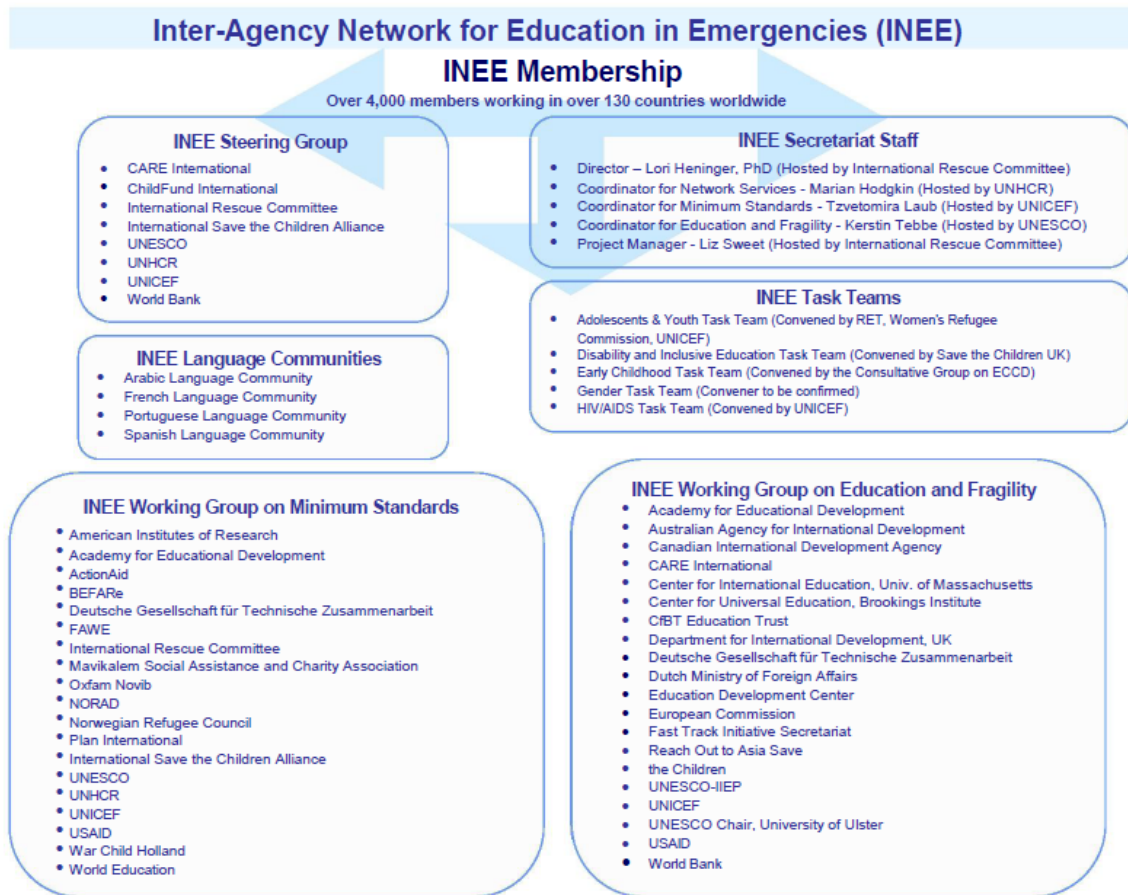 Inter-Agency Network for Education in Emergencies (INEE)
INEE Membership
Over 4,000 members working in over 130 countries worldwide
INEE Steering Group
• CARE International
• ChildFund International
• International Rescue Committee
• International Save the Children Alliance
• UNESCO
• UNHCR
• UNICEF
• World Bank
INEE Secretariat Staff
• Director – Lori Heninger, PhD (Hosted by International Rescue Committee)
• Coordinator for Network Services - Marian Hodgkin (Hosted by UNHCR)
• Coordinator for Minimum Standards - Tzvetomira Laub (Hosted by UNICEF)
• Coordinator for Education and Fragility - Kerstin Tebbe (Hosted by UNESCO)
• Project Manager - Liz Sweet (Hosted by International Rescue Committee)
INEE Language Communities
• Arabic Language Community
• French Language Community
• Portuguese Language Community
• Spanish Language Community
INEE Task Teams
• Adolescents & Youth Task Team (Convened by RET, Women's Refugee
Commission, UNICEF)
• Disability and Inclusive Education Task Team (Convened by Save the Children UK)
• Early Childhood Task Team (Convened by the Consultative Group on ECCD)
• Gender Task Team (Convener to be confirmed)
• HIV/AIDS Task Team (Convened by UNICEF)
INEE Working Group on Minimum Standards
• American Institutes of Research
• Academy for Educational Development
• ActionAid
• BEFARe
• Deutsche Gesellschaft für Technische Zusammenarbeit
• FAWE
• International Rescue Committee
• Mavikalem Social Assistance and Charity Association
• Oxfam Novib
• NORAD
• Norwegian Refugee Council
• Plan International
• International Save the Children Alliance
• UNESCO
• UNHCR
• UNICEF
• USAID
• War Child Holland
• World Education
INEE Working Group on Education and Fragility
• Academy for Educational Development
• Australian Agency for International Development
• Canadian International Development Agency
• CARE International
• Center for International Education, Univ. of Massachusetts
• Center for Universal Education, Brookings Institute
• CfBT Education Trust
• Department for International Development, UK
• Deutsche Gesellschaft für Technische Zusammenarbeit
• Dutch Ministry of Foreign Affairs
• Education Development Center
• European Commission
• Fast Track Initiative Secretariat
• Reach Out to Asia Save
• the Children
• UNESCO-IIEP
• UNICEF
• UNESCO Chair, University of Ulster
• USAID
• World Bank